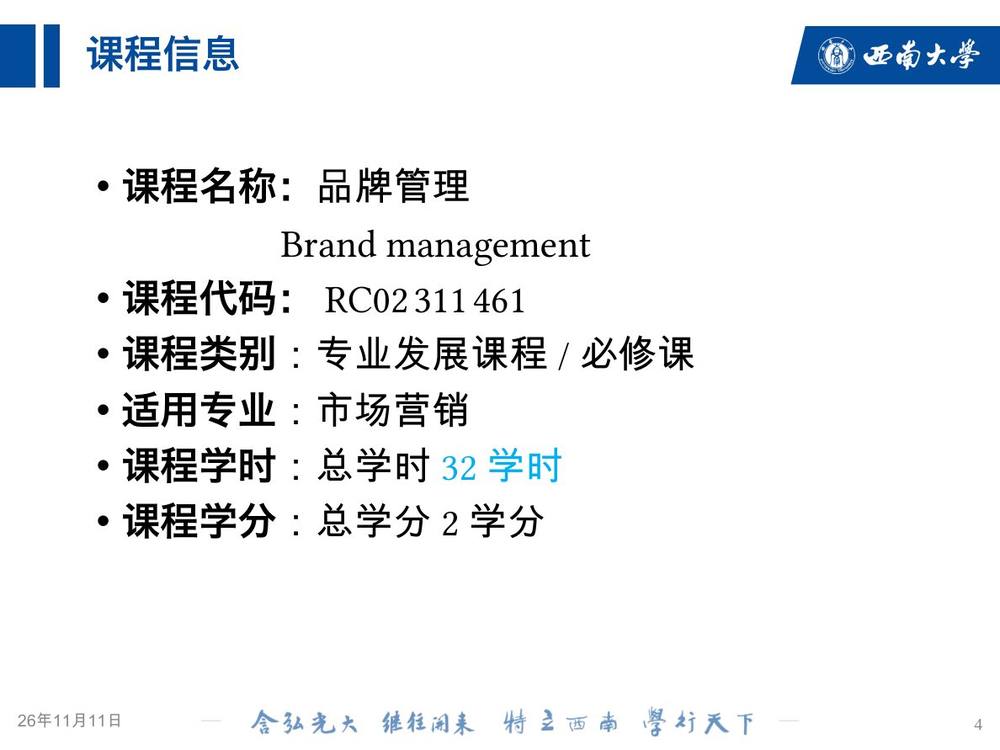 课程信息
西南大学
• 课程名称：品牌管理
Brand management
• 课程代码： RC02311461
• 课程类别：专业发展课程 / 必修课
• 适用专业：市场营销
• 课程学时：总学时 32 学时
• 课程学分：总学分 2 学分
26年11月11日
含弘光大 继往开来 特立西南 學行天下
4